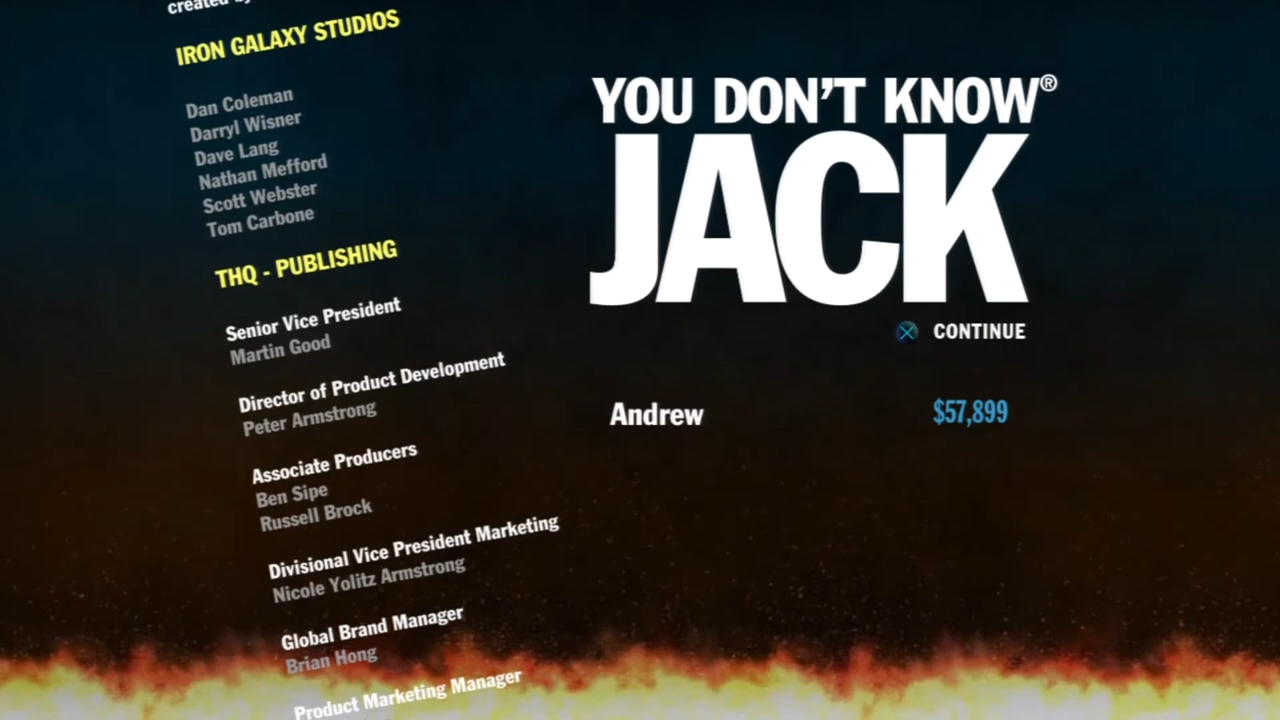 created by
IRON GALAXY STUDIOS
Dan Coleman
Darryl Wisner
Dave Lang
Nathan Mefford
Scott Webster
Tom Carbone
THQ - PUBLISHING
Senior Vice President
Martin Good
Director of Product Development
Peter Armstrong
Associate Producers
Ben Sipe
Russell Brock
Divisional Vice President Marketing
Nicole Yolitz Armstrong
Global Brand Manager
Brian Hong
Product Marketing Manager
YOU DON'T KNOW®
JACK
CONTINUE
Andrew $57,899